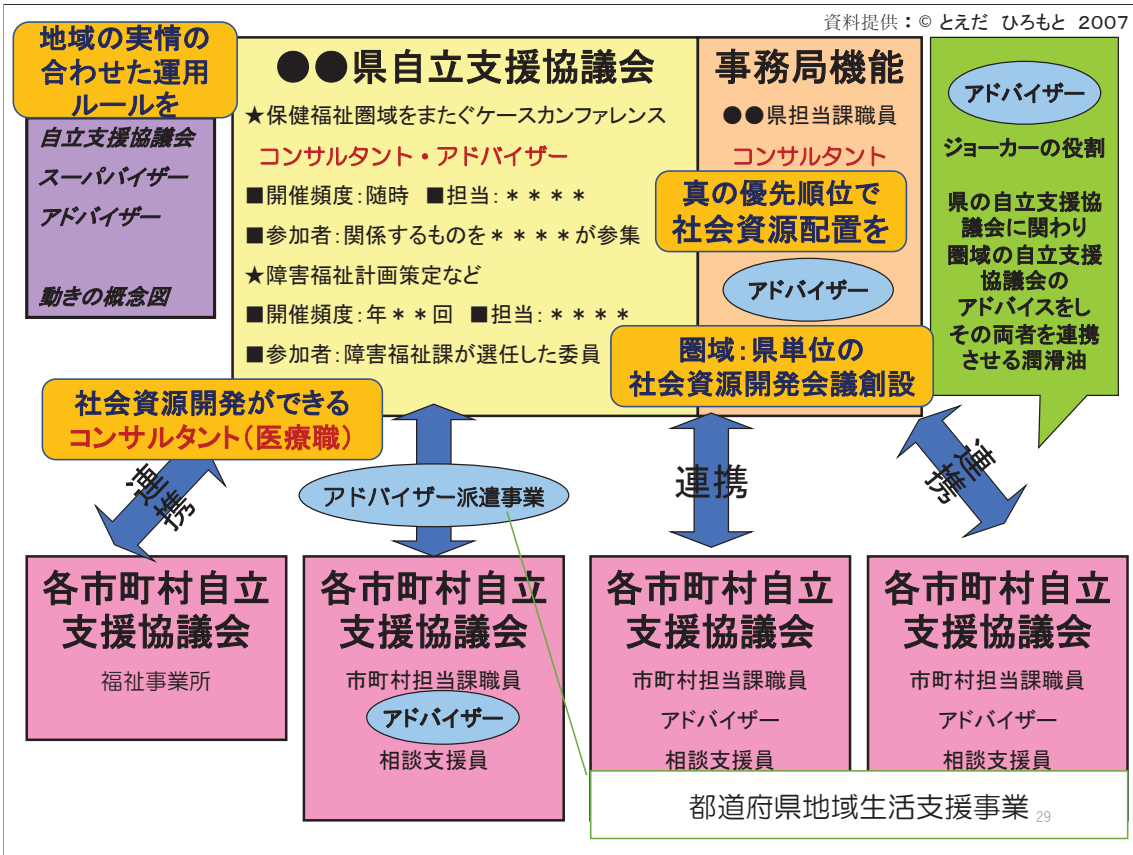 資料提供：© とえだ ひろもと 2007
地域の実情の
合わせた運用
ルールを
自立支援協議会
スーパバイザー
アドバイザー
動きの概念図
●●県自立支援協議会
★保健福祉圏域をまたぐケースカンファレンス
コンサルタント・アドバイザー
■開催頻度：随時 ■担当：＊＊＊＊
■参加者：関係するものを＊＊＊＊が参集
★障害福祉計画策定など
■開催頻度：年＊＊回 ■担当：＊＊＊＊
■参加者：障害福祉課が選任した委員
事務局機能
●●県担当課職員
コンサルタント
真の優先順位で
社会資源配置を
アドバイザー
圏域：県単位の
社会資源開発会議創設
アドバイザー
ジョーカーの役割
県の自立支援協
議会に関わり
圏域の自立支援
協議会の
アドバイスをし
その両者を連携
させる潤滑油
社会資源開発ができる
コンサルタント（医療職）
連携
アドバイザー派遣事業
連携
連携
各市町村自立
支援協議会
福祉事業所
各市町村自立
支援協議会
市町村担当課職員
アドバイザー
相談支援員
各市町村自立
支援協議会
市町村担当課職員
アドバイザー
相談支援員
各市町村自立
支援協議会
市町村担当課職員
アドバイザー
相談支援員
都道府県地域生活支援事業
29